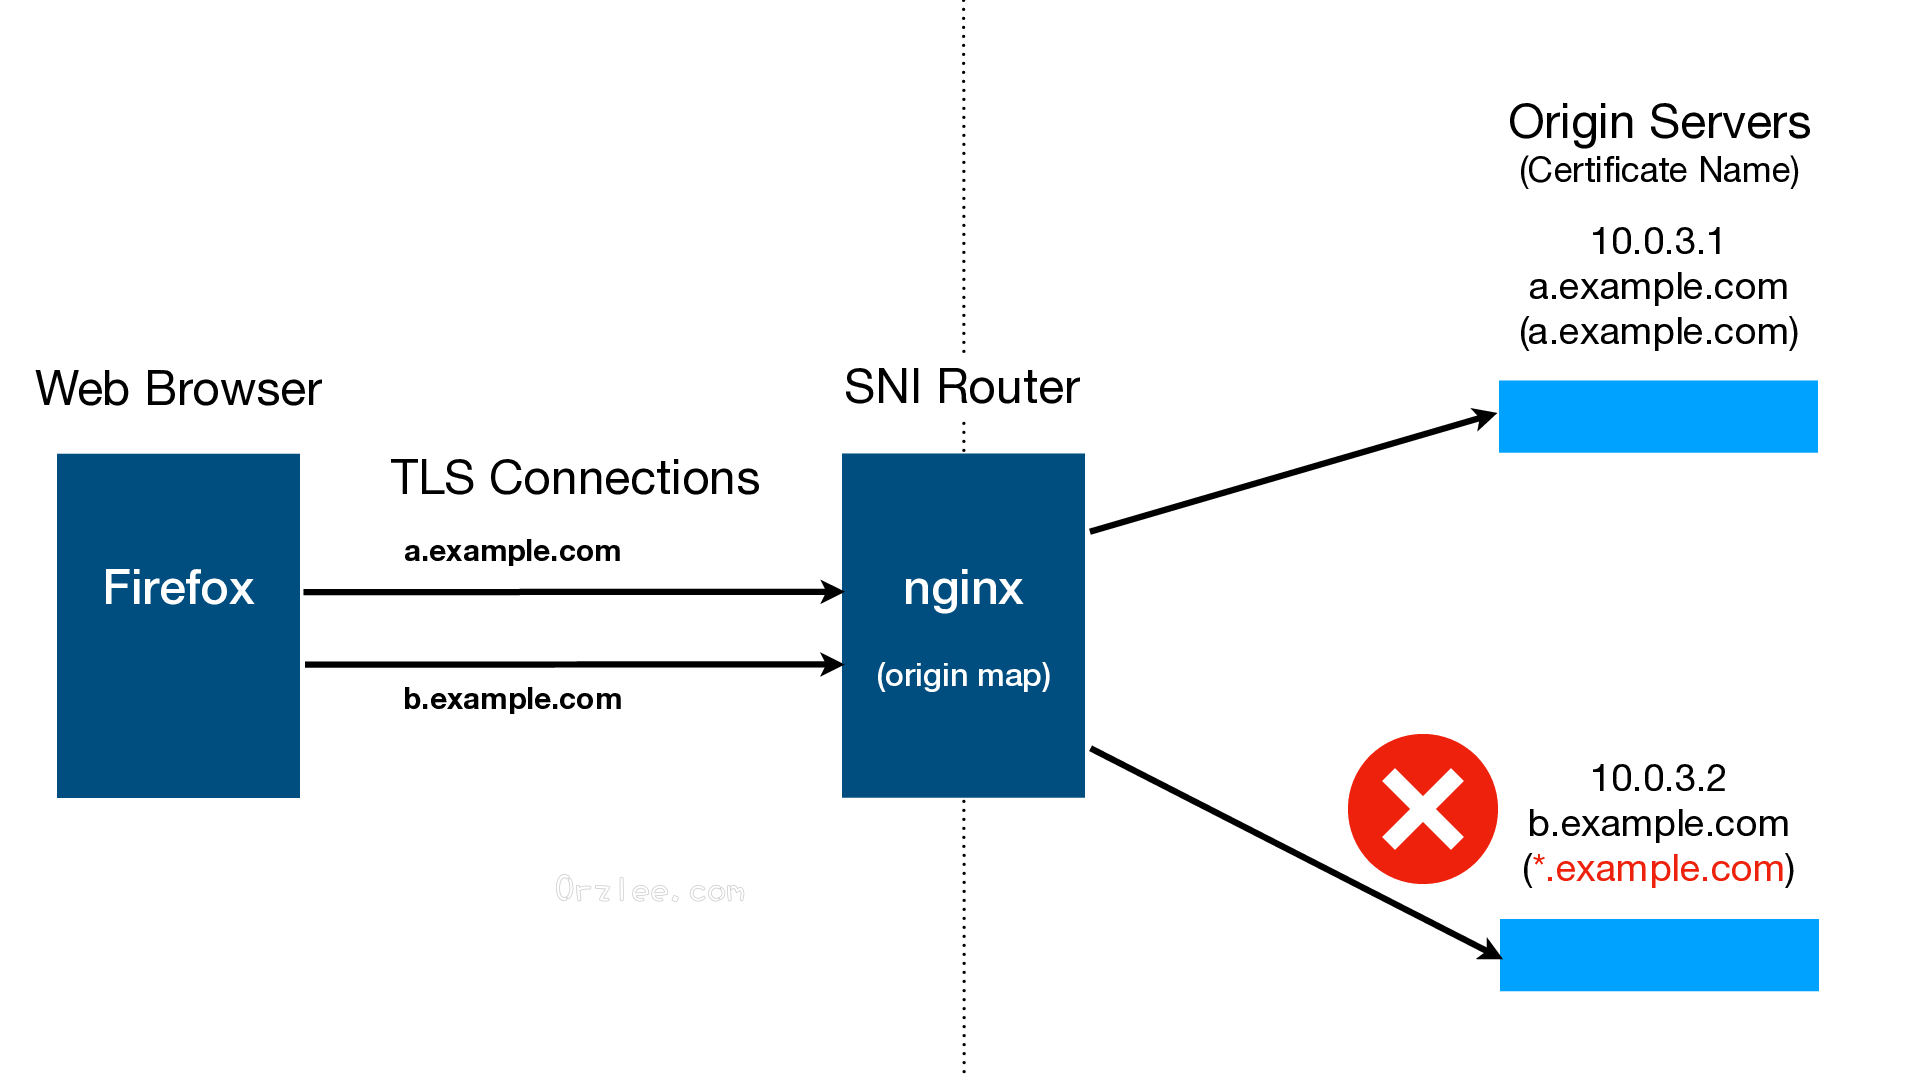 Origin Servers
(Certificate Name)
10.0.3.1
a.example.com
(a.example.com)
Web Browser
SNI Router
TLS Connections
a.example.com
Firefox
nginx
(origin map)
b.example.com
10.0.3.2
b.example.com
(*.example.com)
Orzlee.com